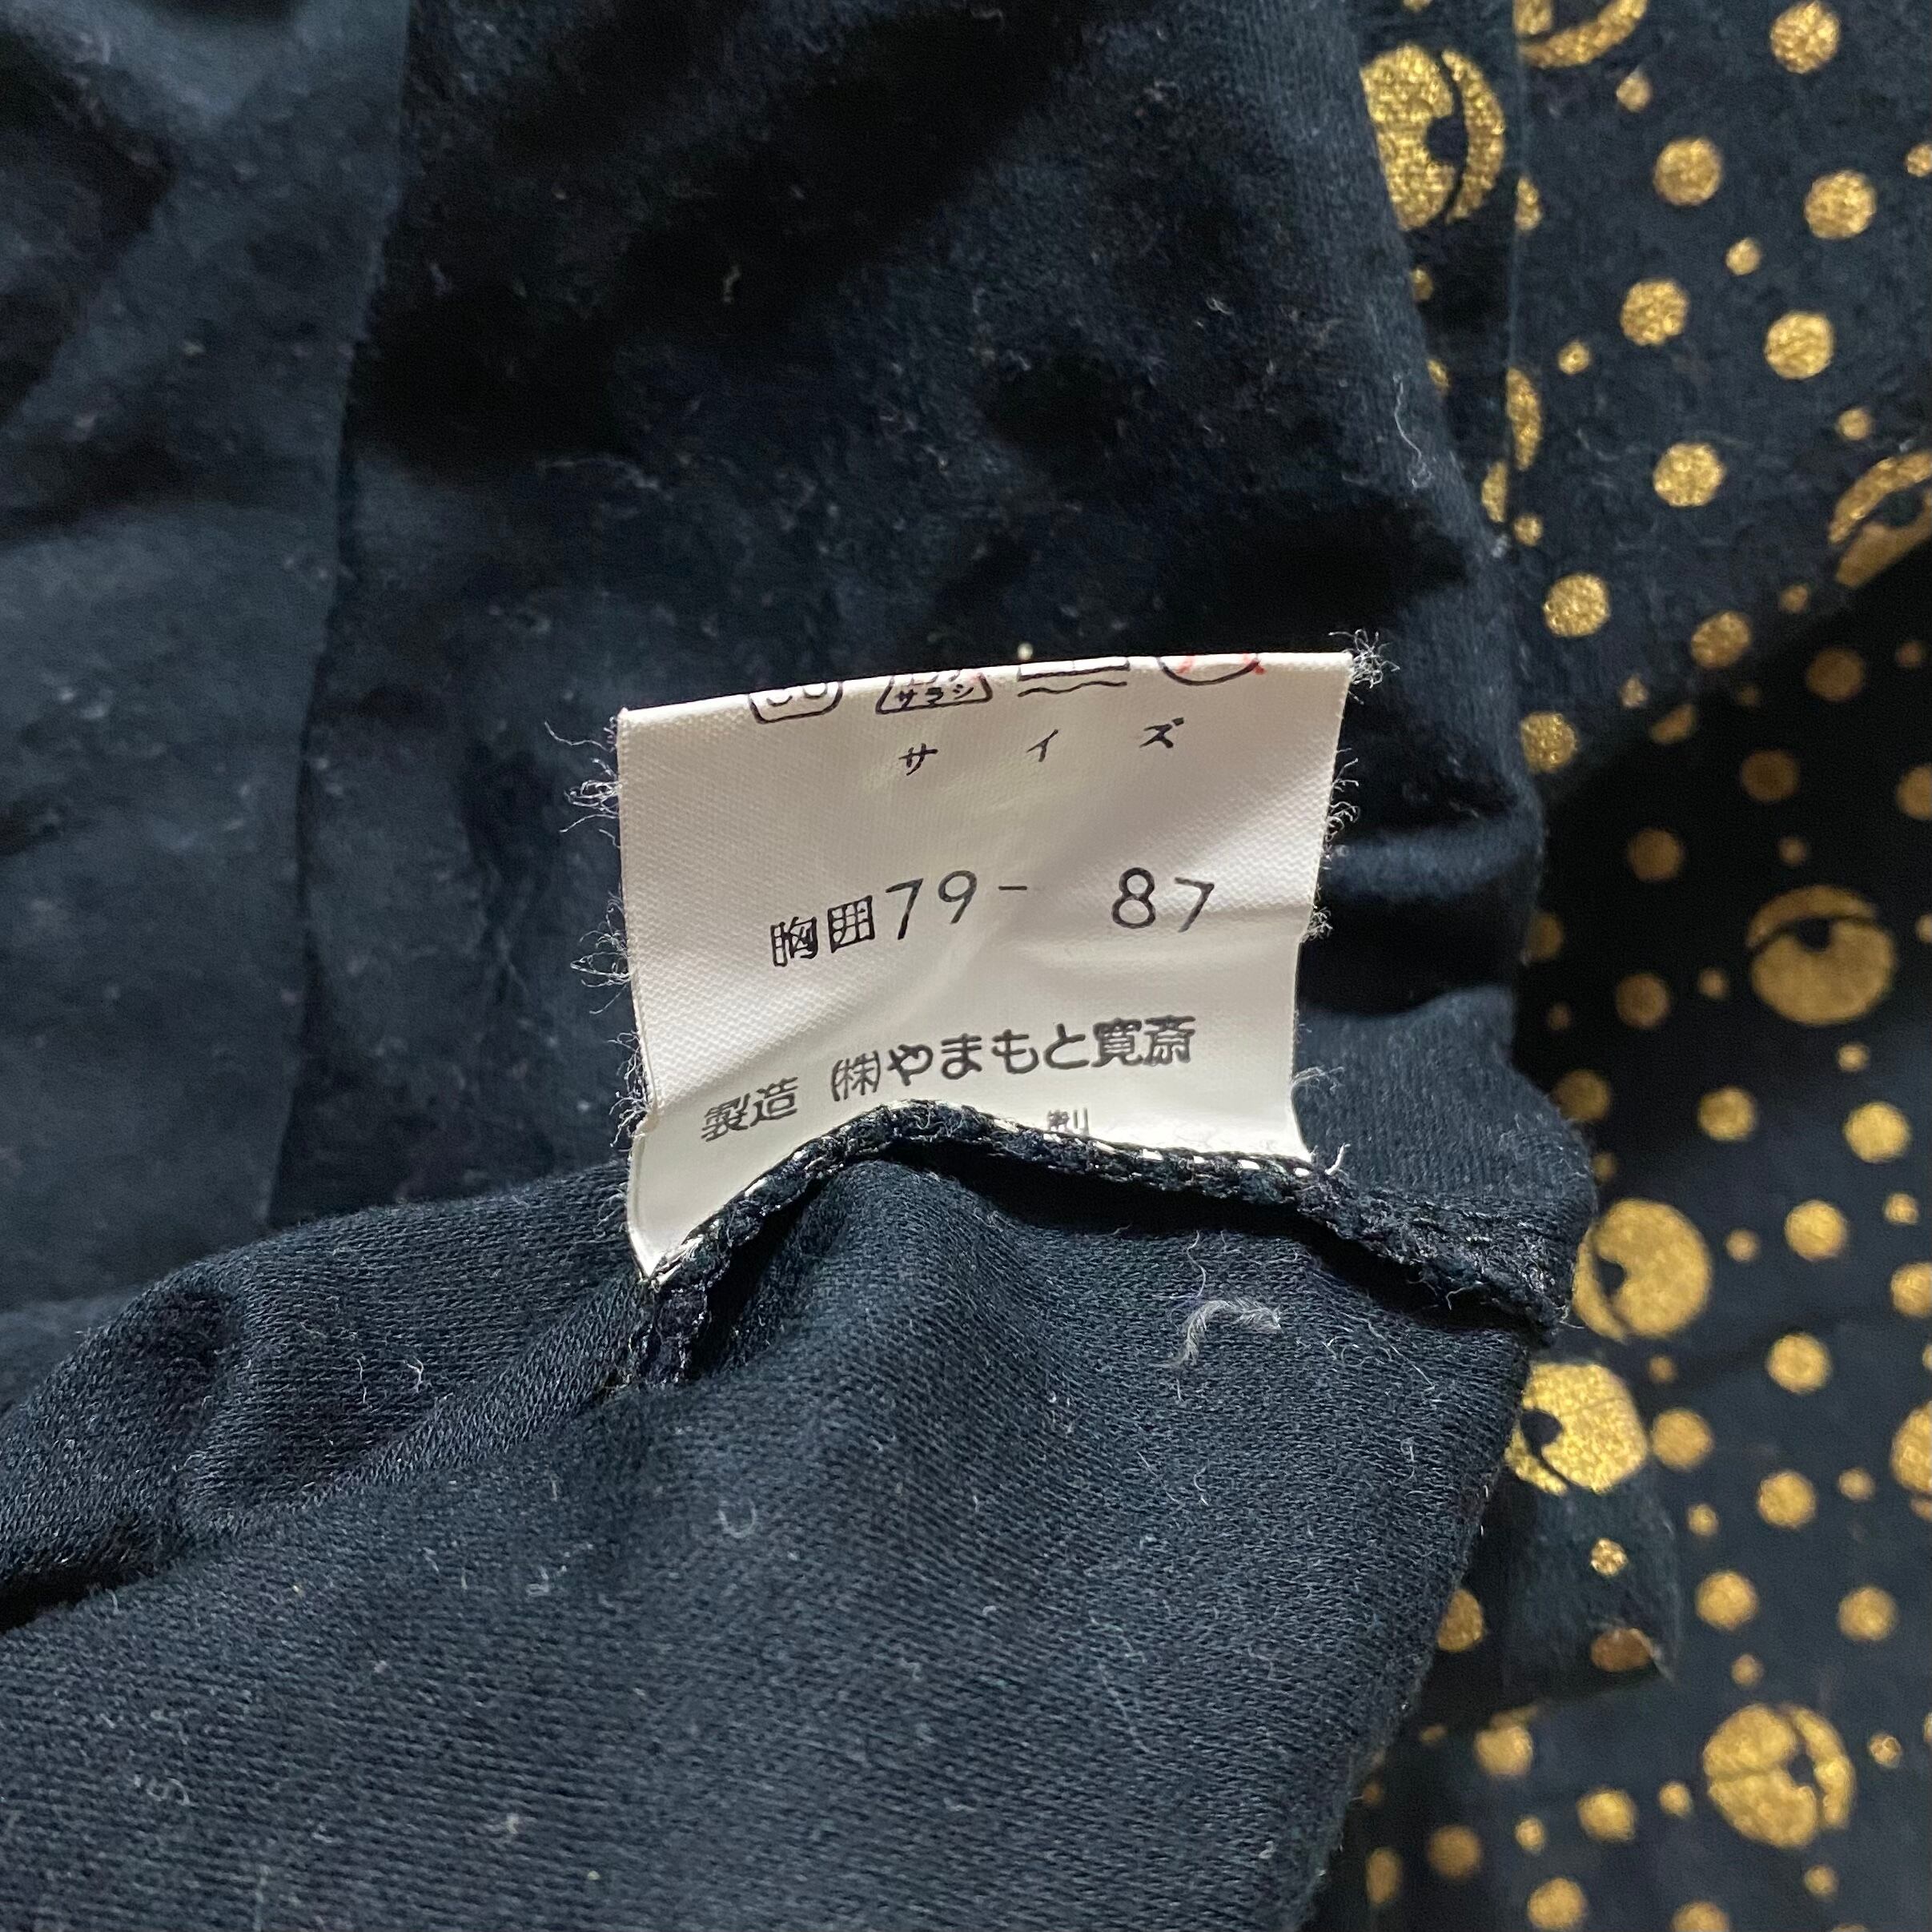 サラシ
サイズ
胸囲79- 87
製造 ㈱やまもと寛斎